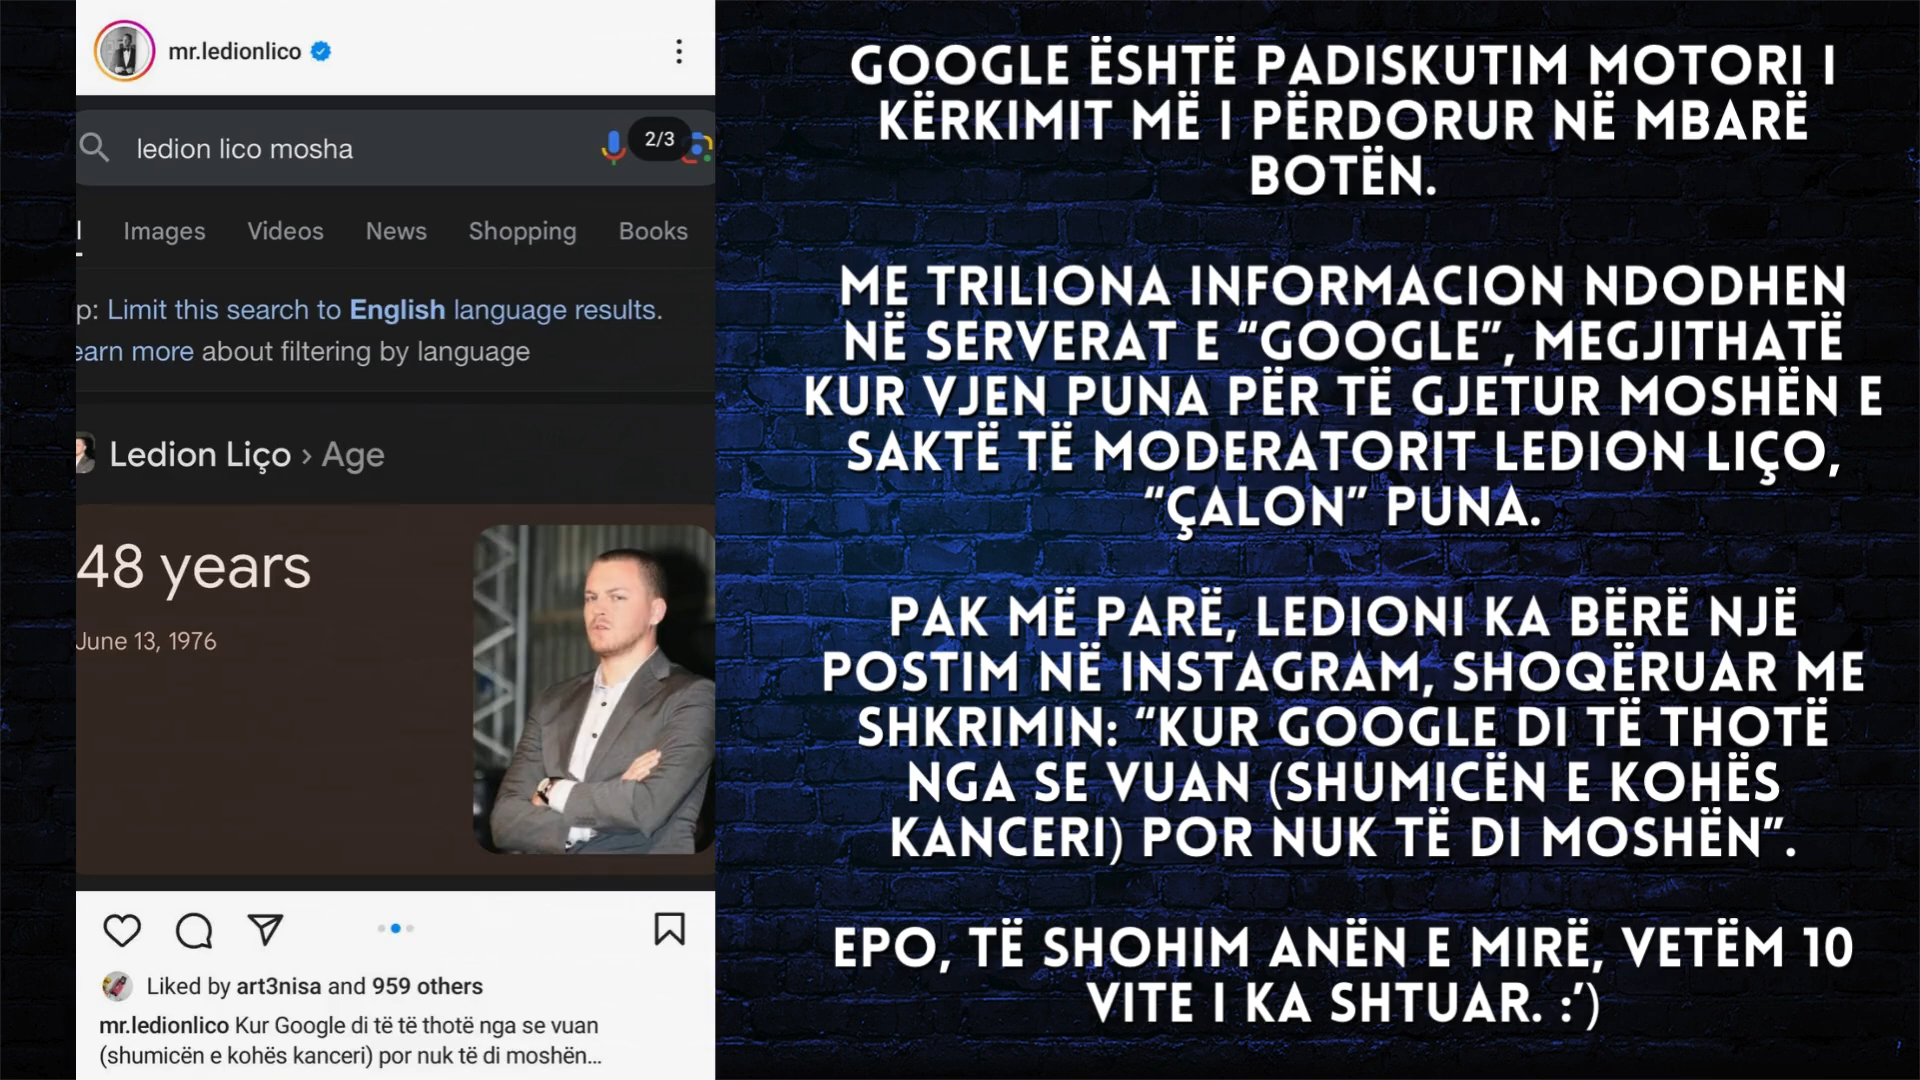 mr.ledionlico
ledion lico mosha
2/3
Images Videos News Shopping Books
p: Limit this search to English language results.
earn more about filtering by language
Ledion Liço › Age
48 years
June 13, 1976
Liked by art3nisa and 959 others
mr.ledionlico Kur Google di të të thotë nga se vuan
(shumicën e kohës kanceri) por nuk të di moshën...
GOOGLE ËSHTË PADISKUTIM MOTORI I
KËRKIMIT MË I PËRDORUR NË MBARË
BOTËN.
ME TRILIONA INFORMACION NDODHEN
NË SERVERAT E “GOOGLE”, MEGJITHATË
KUR VJEN PUNA PËR TË GJETUR MOSHËN E
SAKTË TË MODERATORIT LEDION LIÇO,
“ÇALON” PUNA.
PAK MË PARË, LEDIONI KA BËRË NJË
POSTIM NË INSTAGRAM, SHOQËRUAR ME
SHKRIMIN: “KUR GOOGLE DI TË THOTË
NGA SE VUAN (SHUMICËN E KOHËS
KANCERI) POR NUK TË DI MOSHËN”.
EPO, TË SHOHIM ANËN E MIRË, VETËM 10
VITE I KA SHTUAR. :’)